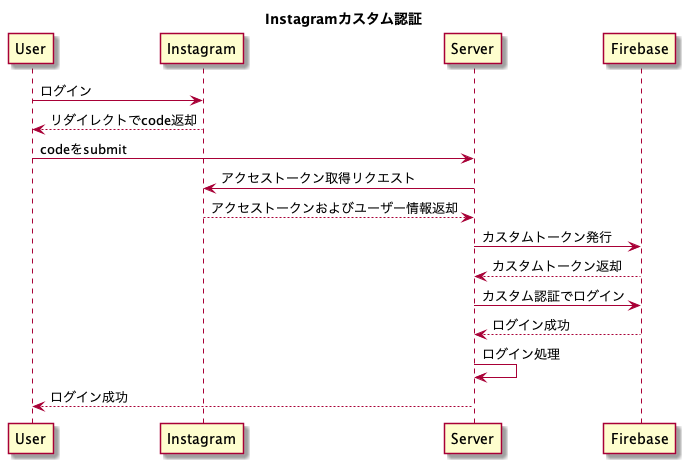 Instagramカスタム認証
User Instagram Server Firebase
ログイン
リダイレクトでcode返却
codeをsubmit
アクセストークン取得リクエスト
アクセストークンおよびユーザー情報返却
カスタムトークン発行
カスタムトークン返却
カスタム認証でログイン
ログイン成功
ログイン処理
ログイン成功
User Instagram Server Firebase